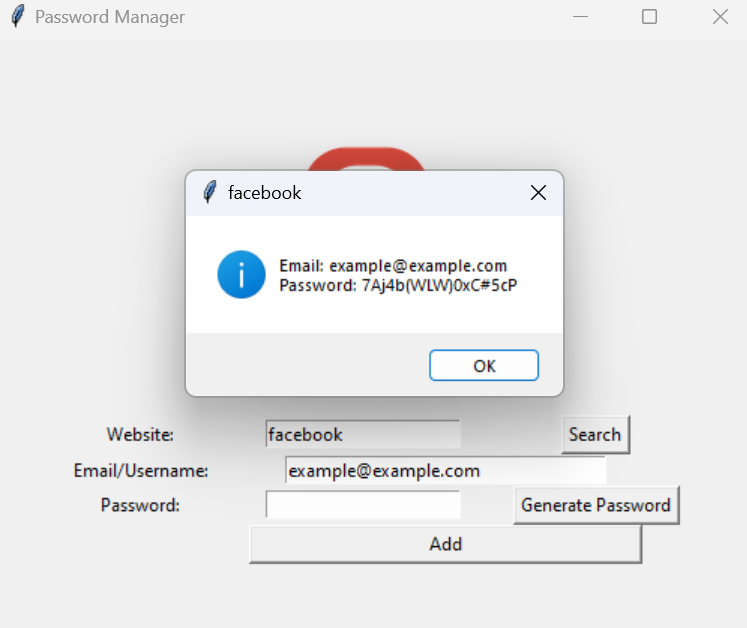 Password Manager
facebook
Email: example@example.com
Password: 7Aj4b(WLW)0xC#5cP
OK
Website:
facebook
Search
Email/Username:
example@example.com
Password:
Generate Password
Add